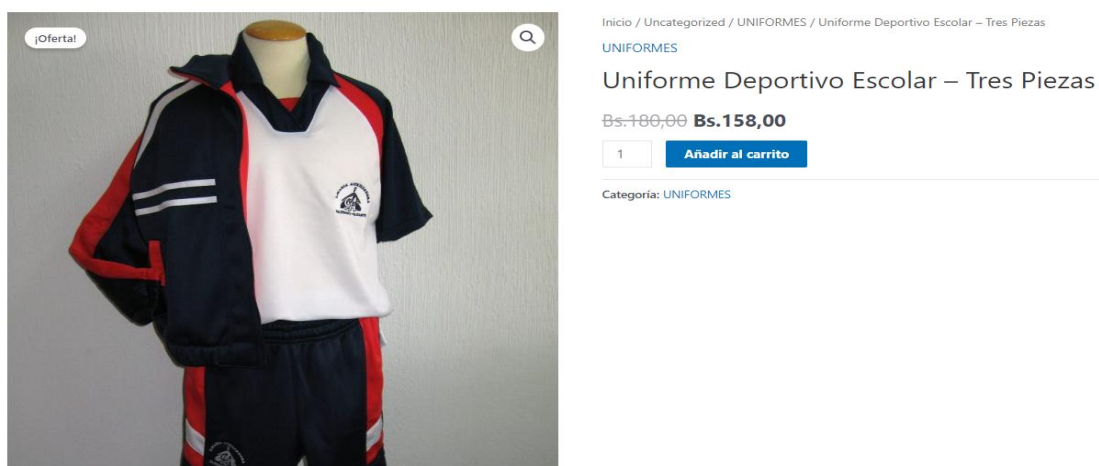 ¡Oferta!
Inicio / Uncategorized / UNIFORMES / Uniforme Deportivo Escolar – Tres Piezas
UNIFORMES
Uniforme Deportivo Escolar – Tres Piezas
Bs.180,00 Bs.158,00
1
Añadir al carrito
Categoría: UNIFORMES